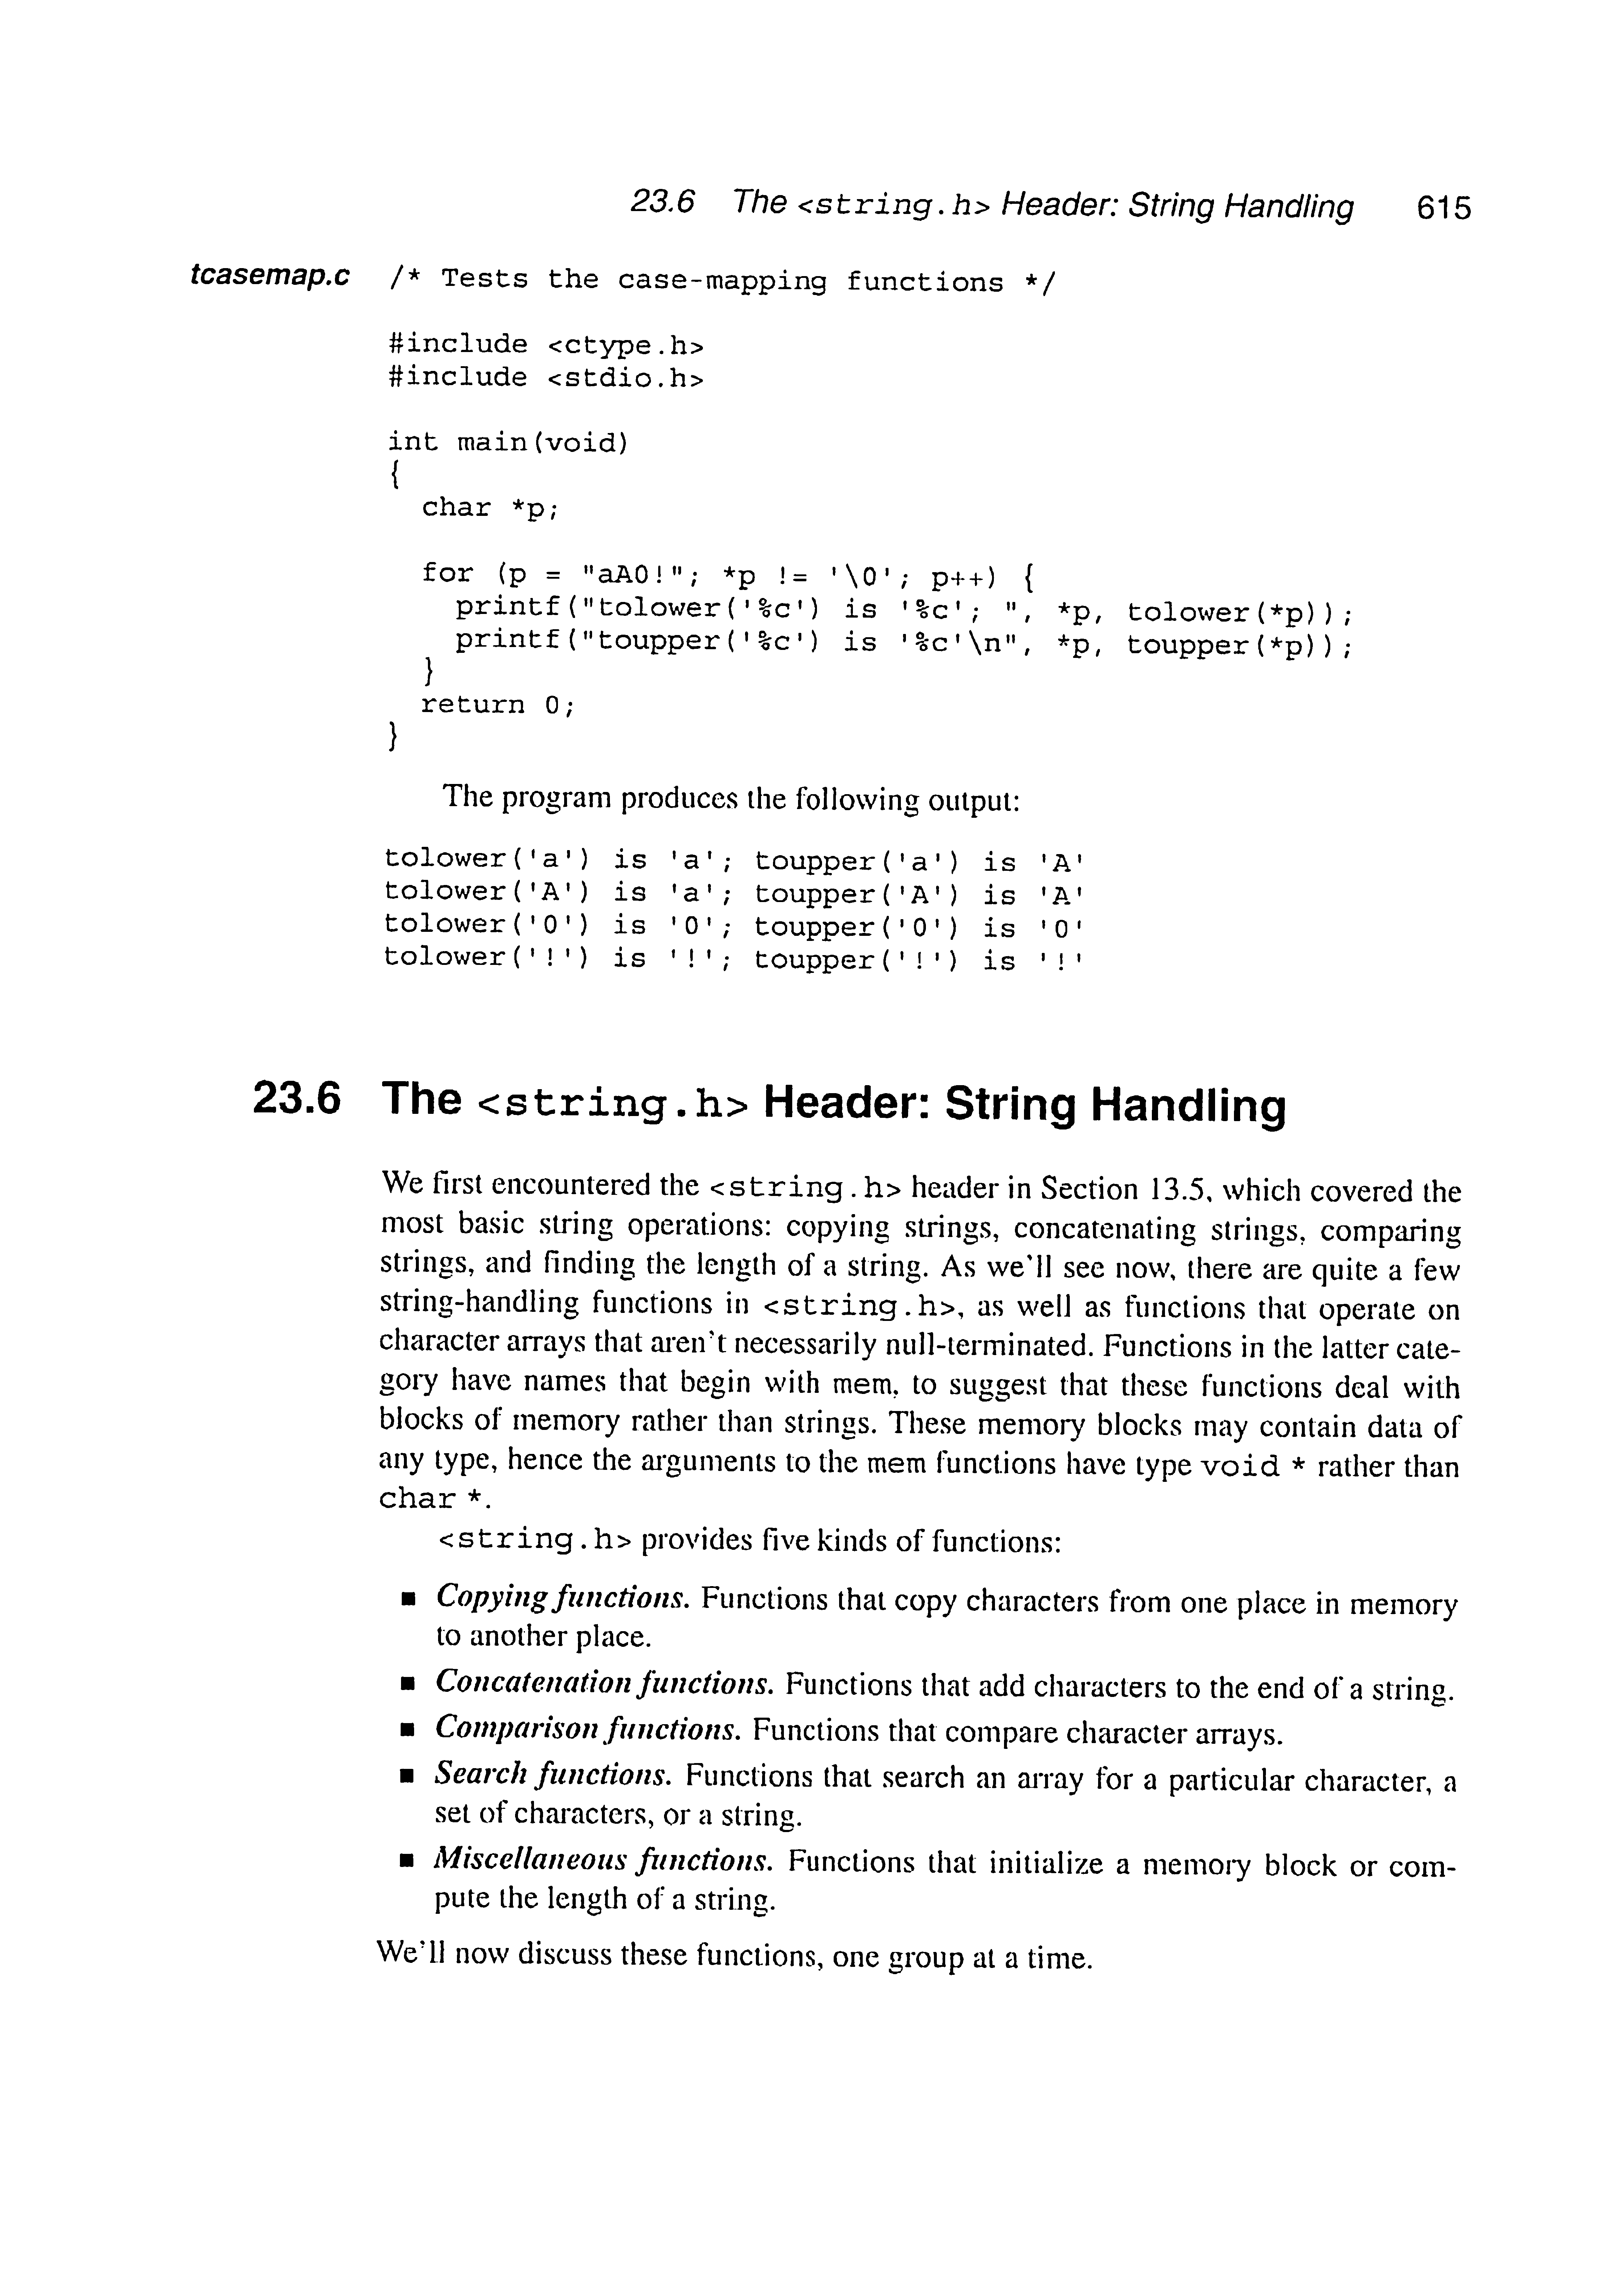 23.6 The <string.h> Header: String Handling 615
tcasemap.c /* Tests the case-mapping functions */
#include <ctype.h>
#include <stdio.h>
int main(void)
{
char *p;
for (p = "aA0!"; *p != '\0'; p++) {
printf("tolower('%c') is '%c'; ", *p, tolower(*p));
printf("toupper('%c') is '%c'\n", *p, toupper(*p));
}
return 0;
}
The program produces the following output:
tolower('a') is 'a'; toupper('a') is 'A'
tolower('A') is 'a'; toupper('A') is 'A'
tolower('0') is '0'; toupper('0') is '0'
tolower('!') is '!'; toupper('!') is '!'
23.6 The <string.h> Header: String Handling
We first encountered the <string.h> header in Section 13.5, which covered the
most basic string operations: copying strings, concatenating strings, comparing
strings, and finding the length of a string. As we'll see now, there are quite a few
string-handling functions in <string.h>, as well as functions that operate on
character arrays that aren't necessarily null-terminated. Functions in the latter cate-
gory have names that begin with mem, to suggest that these functions deal with
blocks of memory rather than strings. These memory blocks may contain data of
any type, hence the arguments to the mem functions have type void * rather than
char *.
<string.h> provides five kinds of functions:
■ Copying functions. Functions that copy characters from one place in memory
to another place.
■ Concatenation functions. Functions that add characters to the end of a string.
■ Comparison functions. Functions that compare character arrays.
■ Search functions. Functions that search an array for a particular character, a
set of characters, or a string.
■ Miscellaneous functions. Functions that initialize a memory block or com-
pute the length of a string.
We'll now discuss these functions, one group at a time.